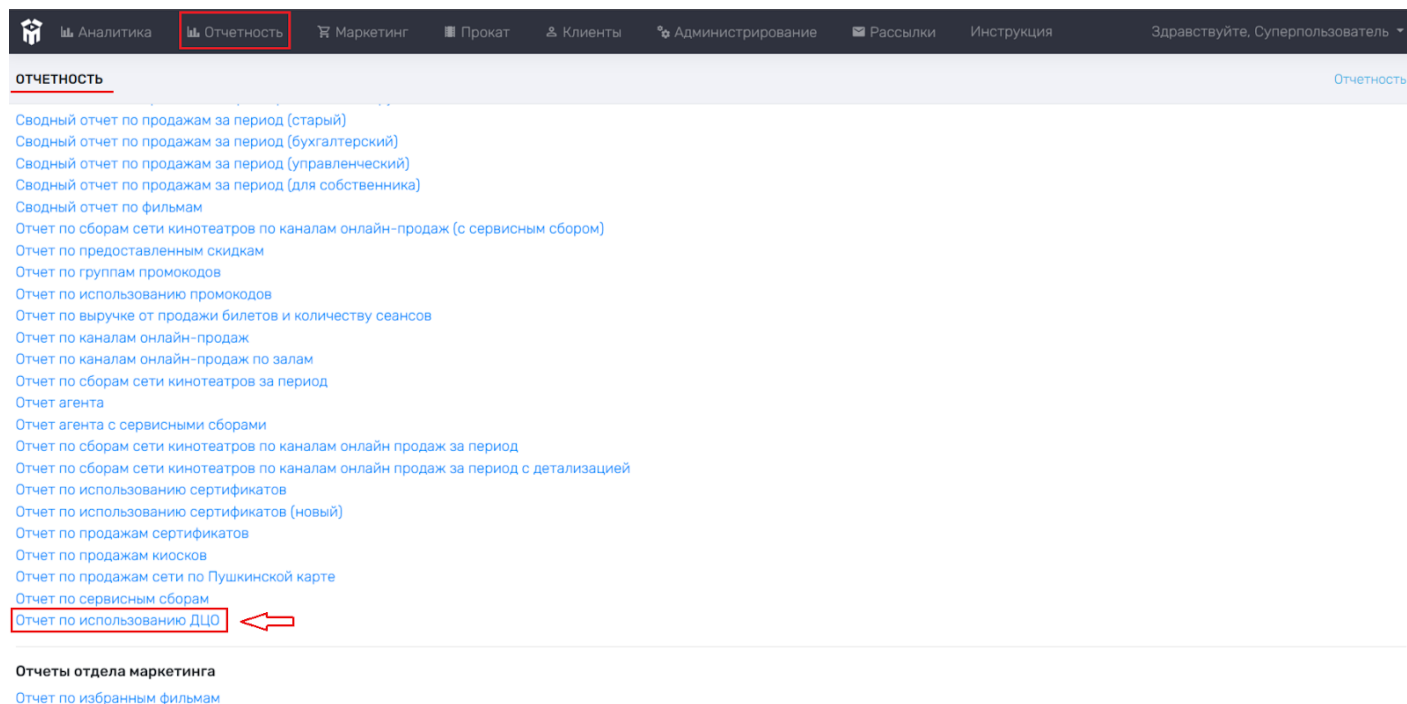 Аналитика Отчетность Маркетинг Прокат Клиенты Администрирование Рассылки Инструкция Здравствуйте, Суперпользователь
ОТЧЕТНОСТЬ Отчетность
Сводный отчет по продажам за период (старый)
Сводный отчет по продажам за период (бухгалтерский)
Сводный отчет по продажам за период (управленческий)
Сводный отчет по продажам за период (для собственника)
Сводный отчет по фильмам
Отчет по сборам сети кинотеатров по каналам онлайн-продаж (с сервисным сбором)
Отчет по предоставленным скидкам
Отчет по группам промокодов
Отчет по использованию промокодов
Отчет по выручке от продажи билетов и количеству сеансов
Отчет по каналам онлайн-продаж
Отчет по каналам онлайн-продаж по залам
Отчет по сборам сети кинотеатров за период
Отчет агента
Отчет агента с сервисными сборами
Отчет по сборам сети кинотеатров по каналам онлайн продаж за период
Отчет по сборам сети кинотеатров по каналам онлайн продаж за период с детализацией
Отчет по использованию сертификатов
Отчет по использованию сертификатов (новый)
Отчет по продажам сертификатов
Отчет по продажам киосков
Отчет по продажам сети по Пушкинской карте
Отчет по сервисным сборам
Отчет по использованию ДЦО
Отчеты отдела маркетинга
Отчет по избранным фильмам